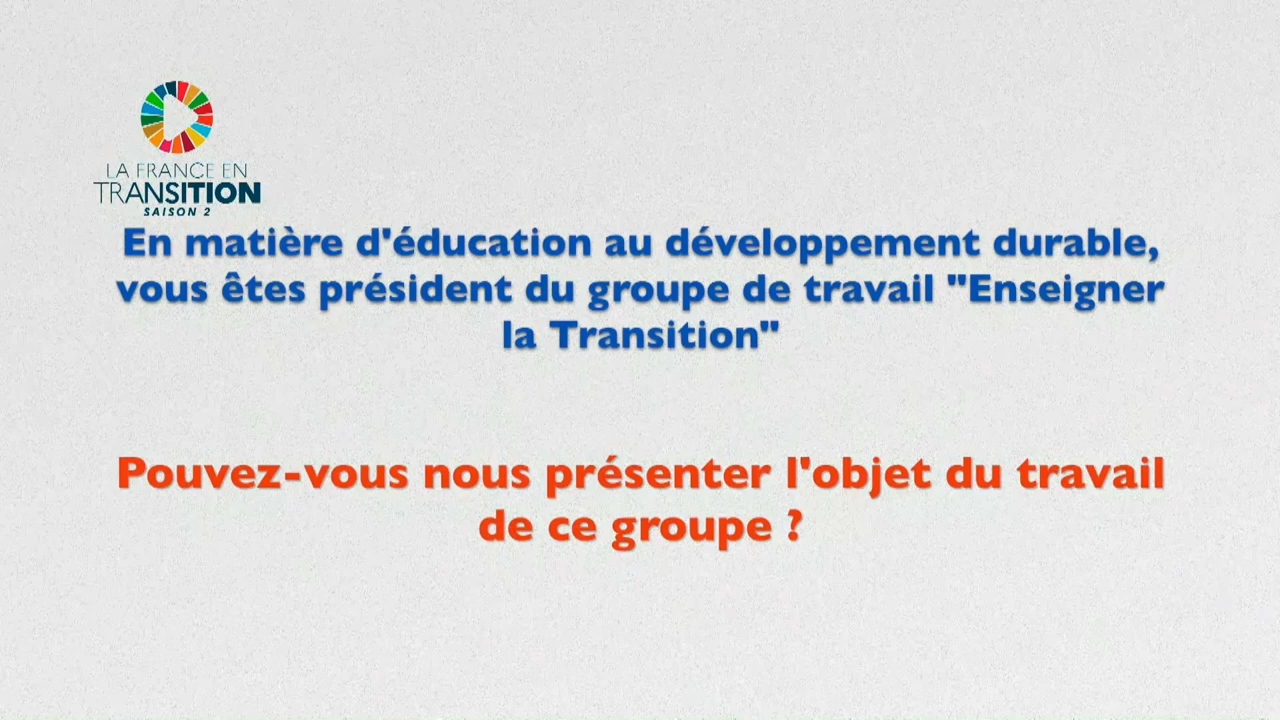 LA FRANCE EN
TRANSITION
SAISON 2
En matière d'éducation au développement durable,
vous êtes président du groupe de travail "Enseigner
la Transition"
Pouvez-vous nous présenter l'objet du travail
de ce groupe ?